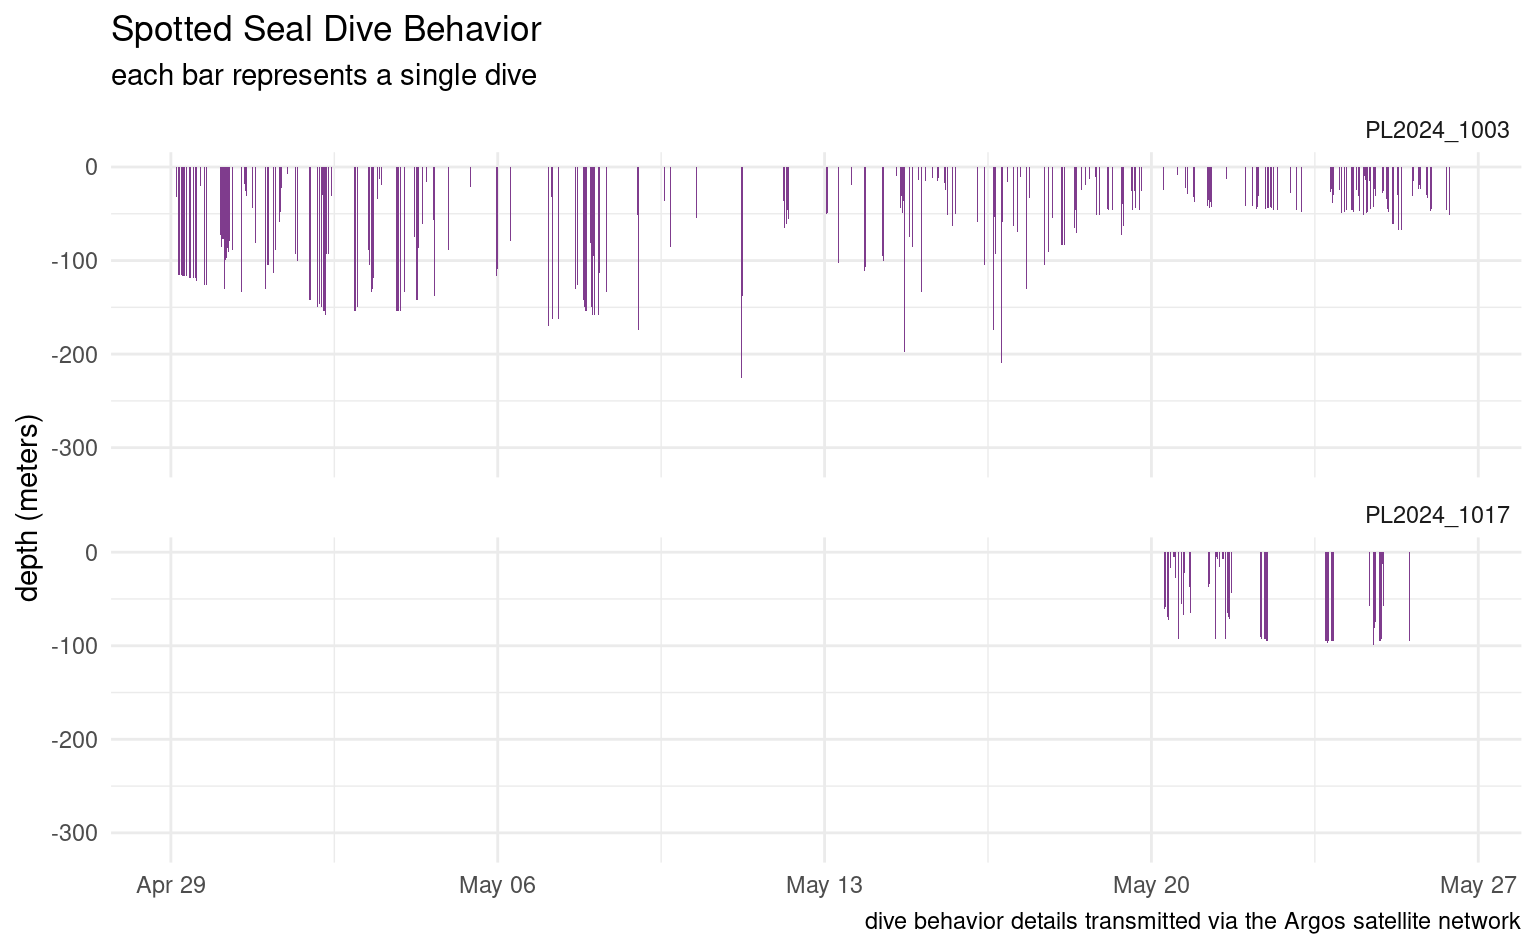 Spotted Seal Dive Behavior
each bar represents a single dive
PL2024_1003
0
-100
-200
-300
depth (meters)
PL2024_1017
0
-100
-200
-300
Apr 29
May 06
May 13
May 20
May 27
dive behavior details transmitted via the Argos satellite network